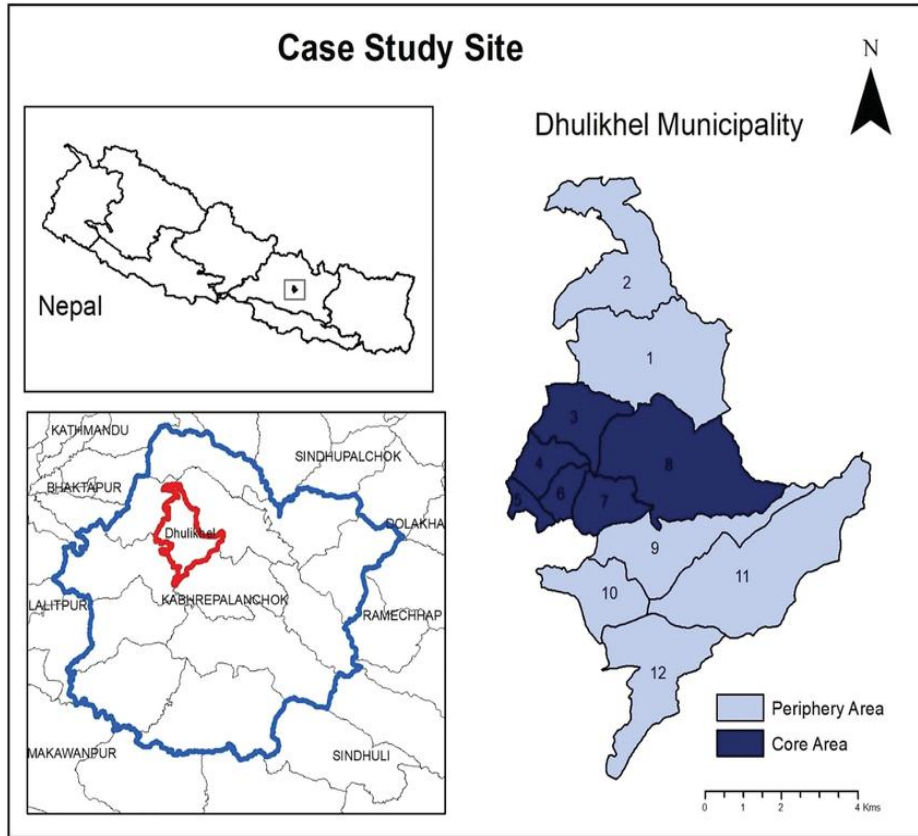 Case Study Site
N
Dhulikhel Municipality
Nepal
KATHMANDU
SINDHUPALCHOK
BHAKTAPUR
DOLAKHA
Dhulikhel
LALITPUR
KABHREPALANCHOK
RAMECHHAP
MAKAWANPUR
SINDHULI
2
1
3
4
8
5
6
7
9
11
10
12
Periphery Area
Core Area
0 1 2 4 Kms